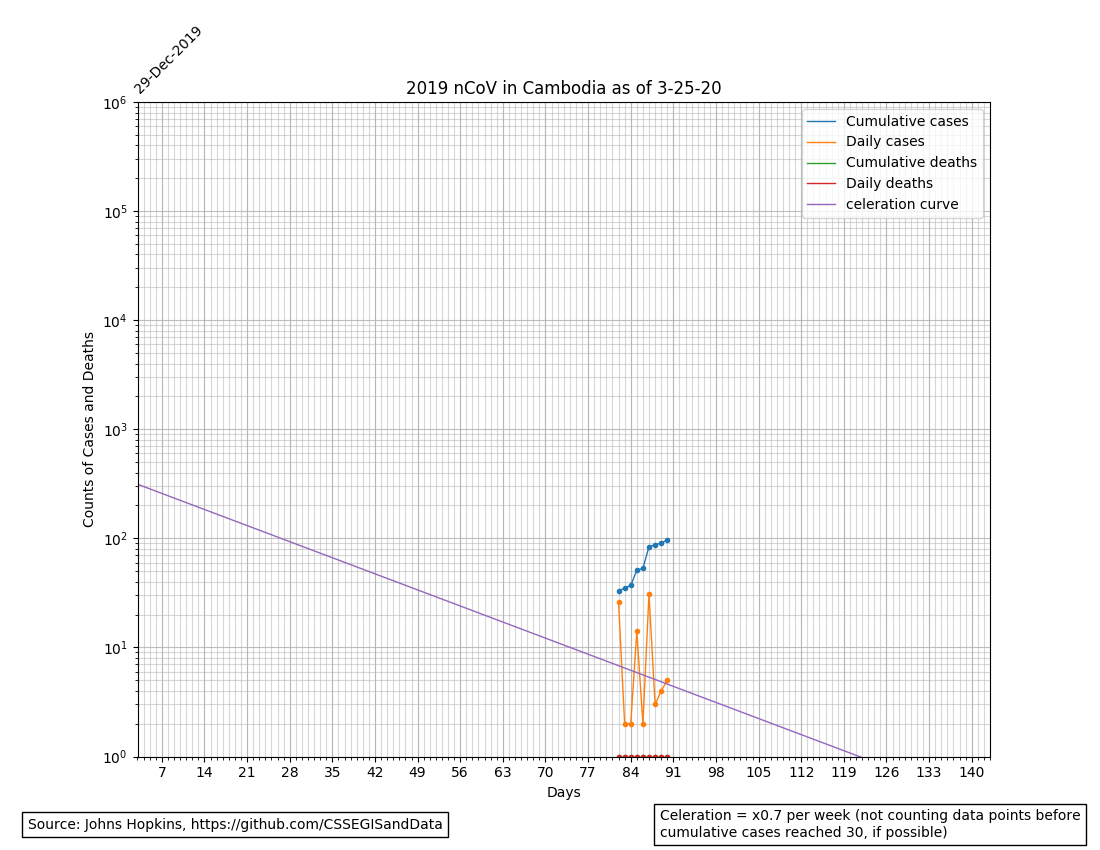 29-Dec-2019
2019 nCoV in Cambodia as of 3-25-20
Counts of Cases and Deaths
10^6
10^5
10^4
10^3
10^2
10^1
10^0
Cumulative cases
Daily cases
Cumulative deaths
Daily deaths
celeration curve
7 14 21 28 35 42 49 56 63 70 77 84 91 98 105 112 119 126 133 140
Days
Source: Johns Hopkins, https://github.com/CSSEGISandData
Celeration = x0.7 per week (not counting data points before
cumulative cases reached 30, if possible)